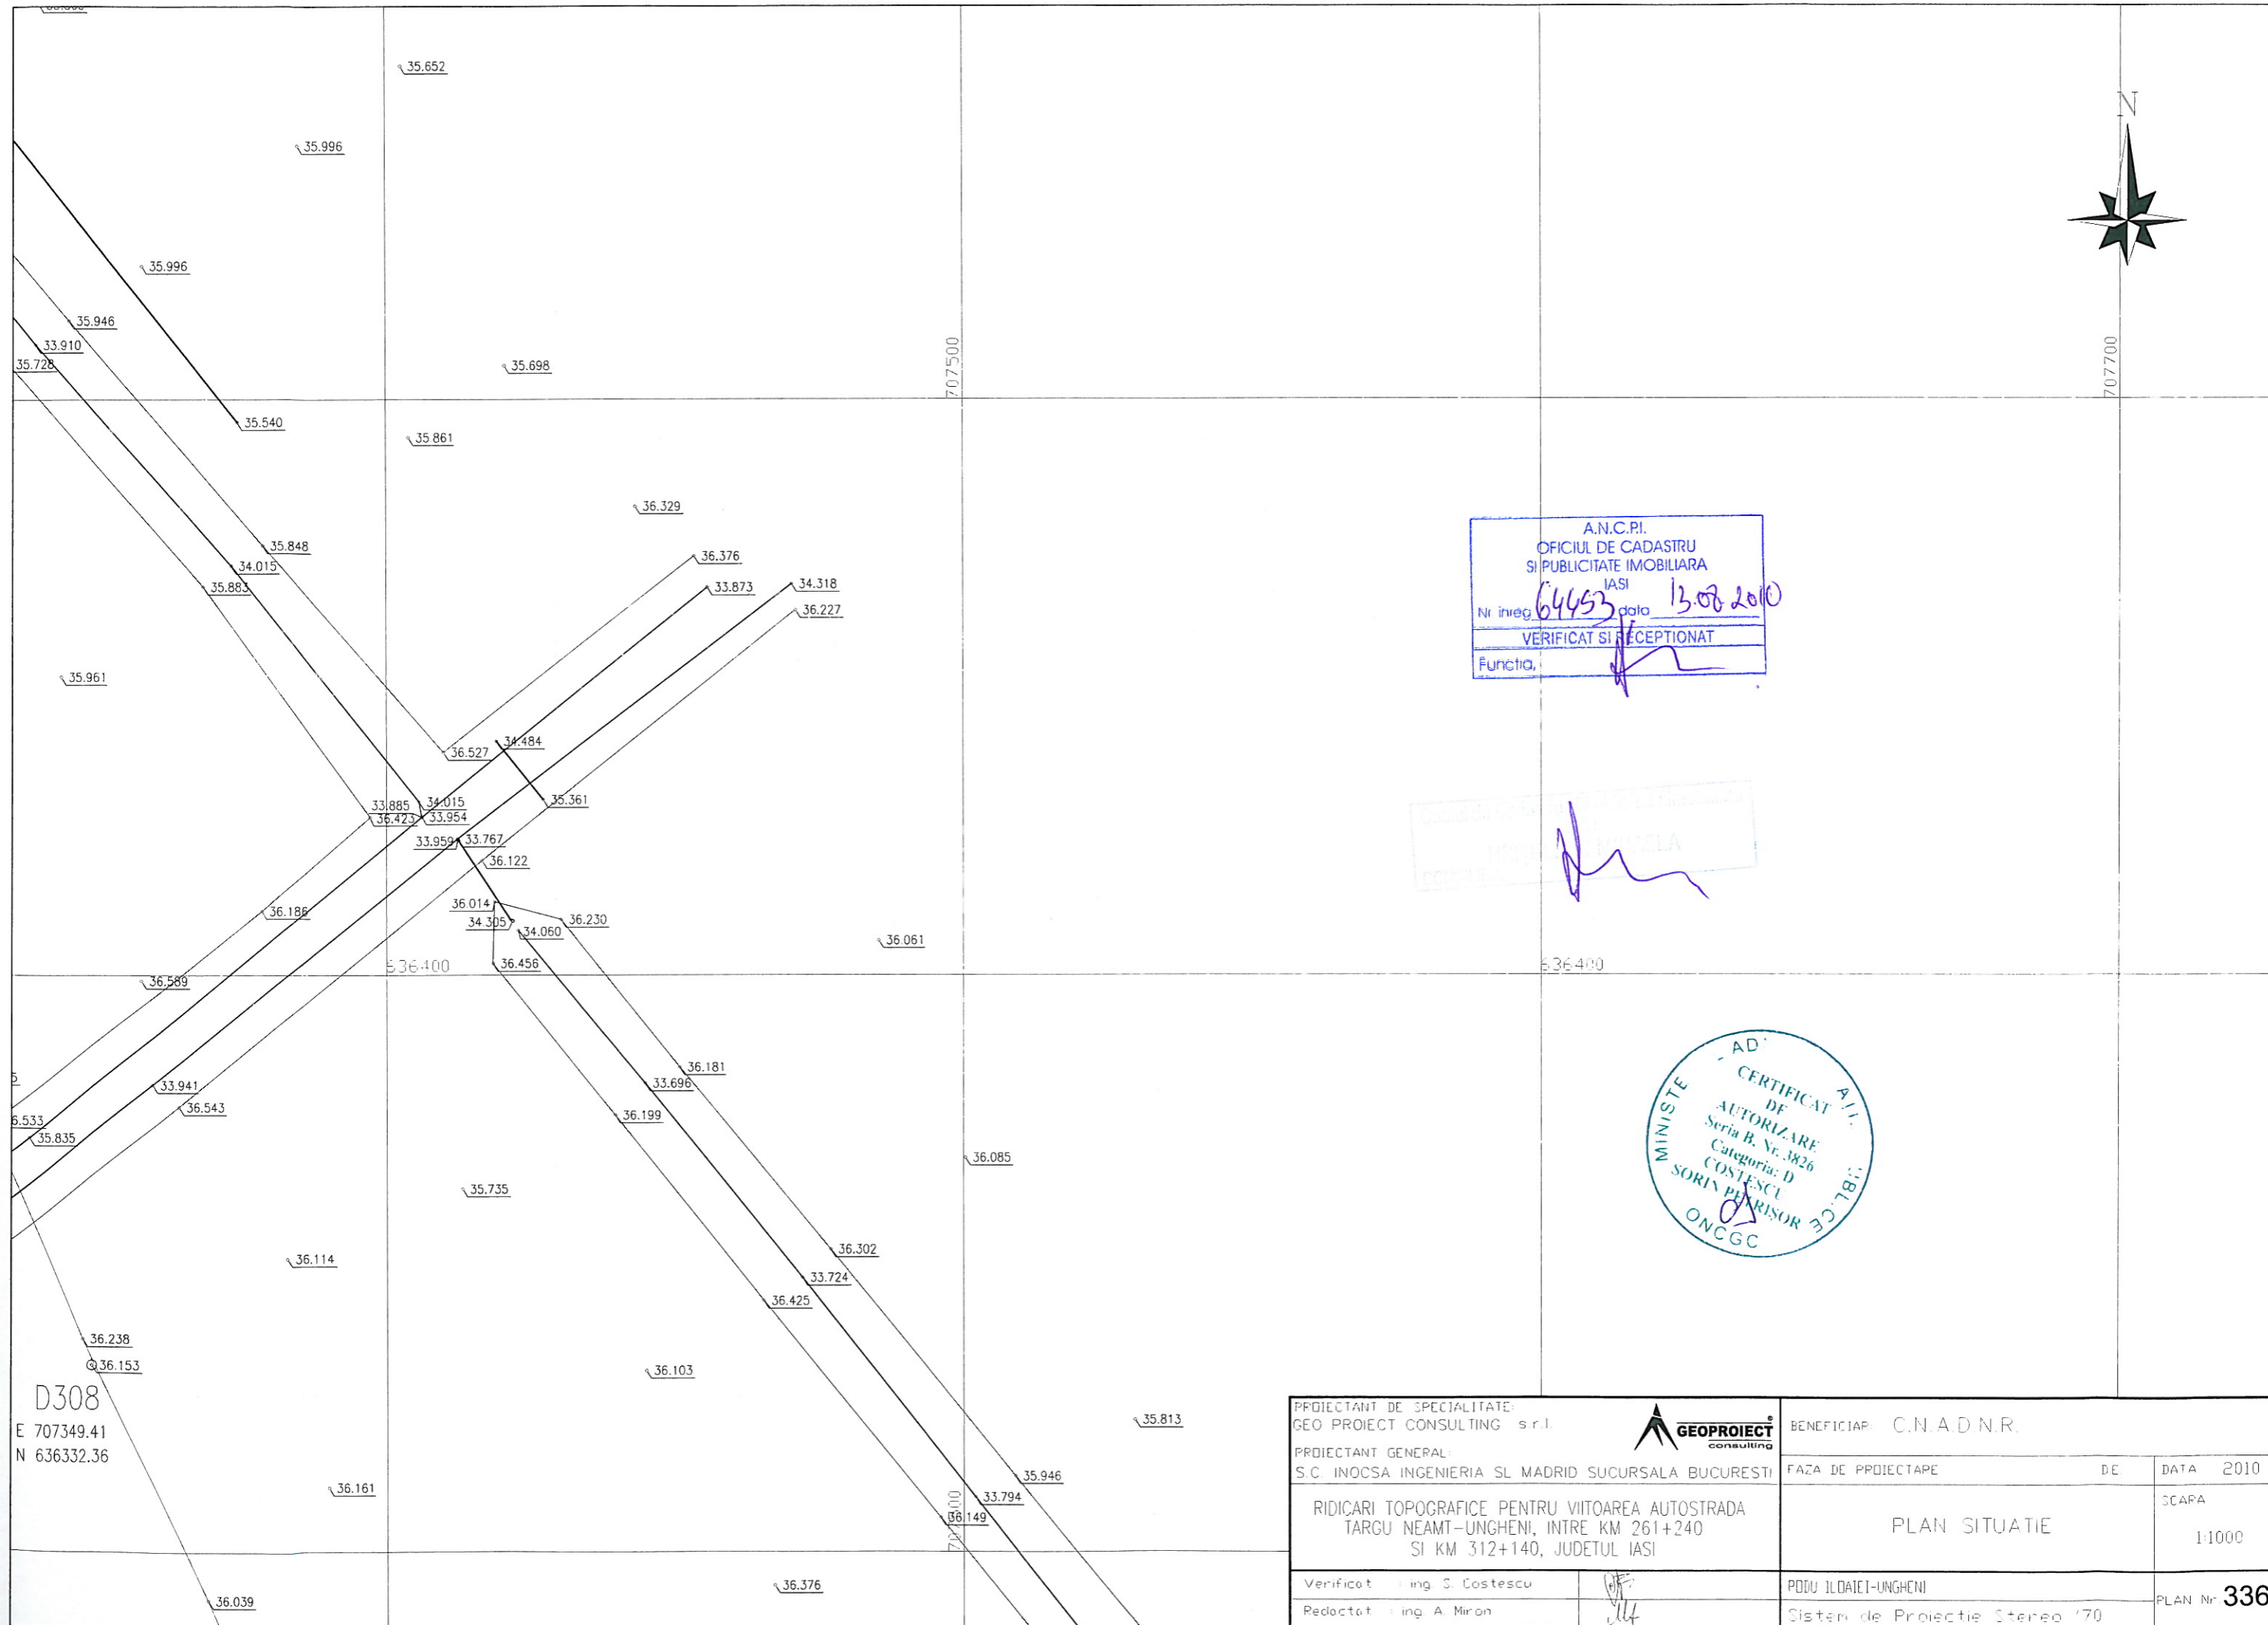 35.652
35.996
N
35.996
35.946
33.910
35.728
35.698
707500
707700
35.540
35.861
36.329
35.848
34.015
35.883
36.376
33.873
34.318
36.227
A.N.C.P.I.
OFICIUL DE CADASTRU
SI PUBLICITATE IMOBILIARA
IASI
Nr. inreg 64453 data 13.08.2010
VERIFICAT SI RECEPTIONAT
Functia,
35.961
36.527
34.484
35.361
33.885
34.015
36.423
33.954
33.959
33.767
36.122
36.014
34.305
36.230
34.060
36.186
36.061
36.456
636400
636400
36.589
36.181
33.696
36.199
33.941
36.543
6.533
35.835
36.085
35.735
36.114
36.302
33.724
36.425
36.238
36.153
36.103
D308
E 707349.41
N 636332.36
35.813
36.161
35.946
33.794
36.149
36.376
36.039
MINISTE
CERTIFICAT
DE
AUTORIZARE
Seria B. Nr. 3826
Categoria: D
COSTESCU
SORIN PETRISOR
ONCGC
PROIECTANT DE SPECIALITATE:
GEO PROIECT CONSULTING s.r.l.
GEOPROIECT
consulting
PROIECTANT GENERAL:
S.C. INOCSA INGENIERIA SL MADRID SUCURSALA BUCURESTI
RIDICARI TOPOGRAFICE PENTRU VIITOAREA AUTOSTRADA
TARGU NEAMT-UNGHENI, INTRE KM 261+240
SI KM 312+140, JUDETUL IASI
Verificat : ing. S. Costescu
Redactat : ing. A. Miron
BENEFICIAR: C.N.A.D.N.R.
FAZA DE PROIECTARE DE
DATA 2010
PLAN SITUATIE
SCARA
1:1000
PODU ILOAIEI-UNGHENI
Sistem de Proiectie Stereo '70
PLAN Nr. 336